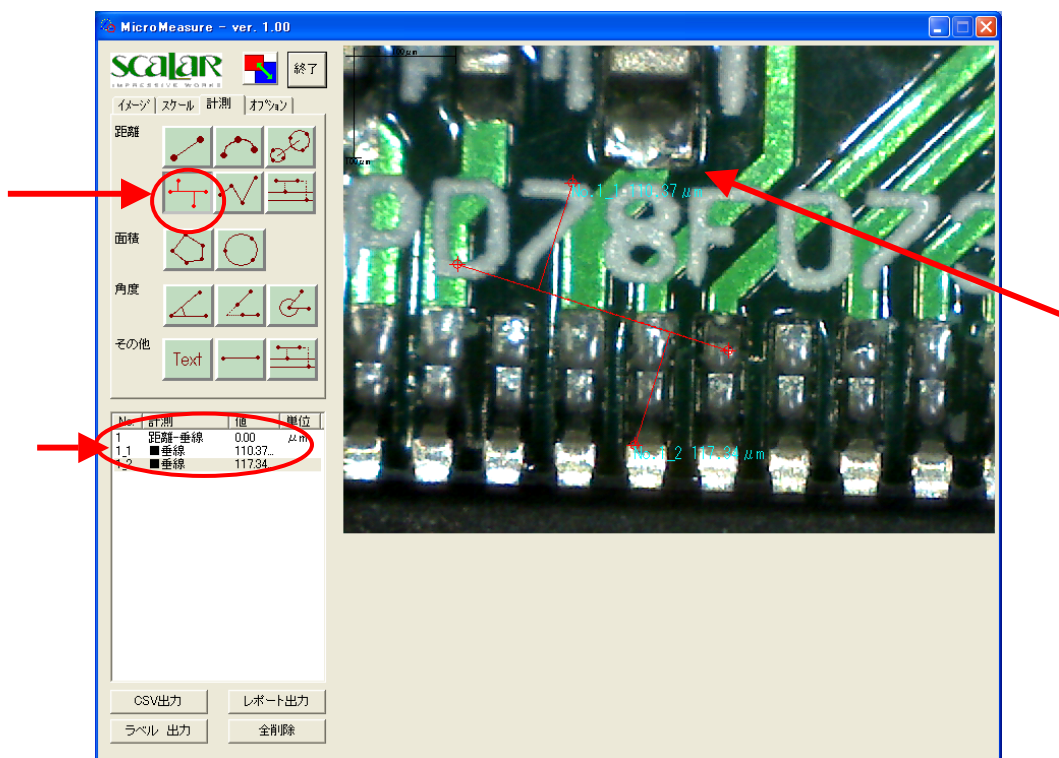 MicroMeasure - ver. 1.00
scalar
IMPRESSIVE WORKS
終了
イメージ スケール 計測 オプション
距離
面積
角度
その他
Text
No. 計測 値 単位
1 距離-垂線 0.00 μm
1_1 ■垂線 110.37...
1_2 ■垂線 117.34...
CSV出力 レポート出力
ラベル 出力 全削除
100μm
No.1_1 110.37μm
D78F073
No.1_2 117.34μm